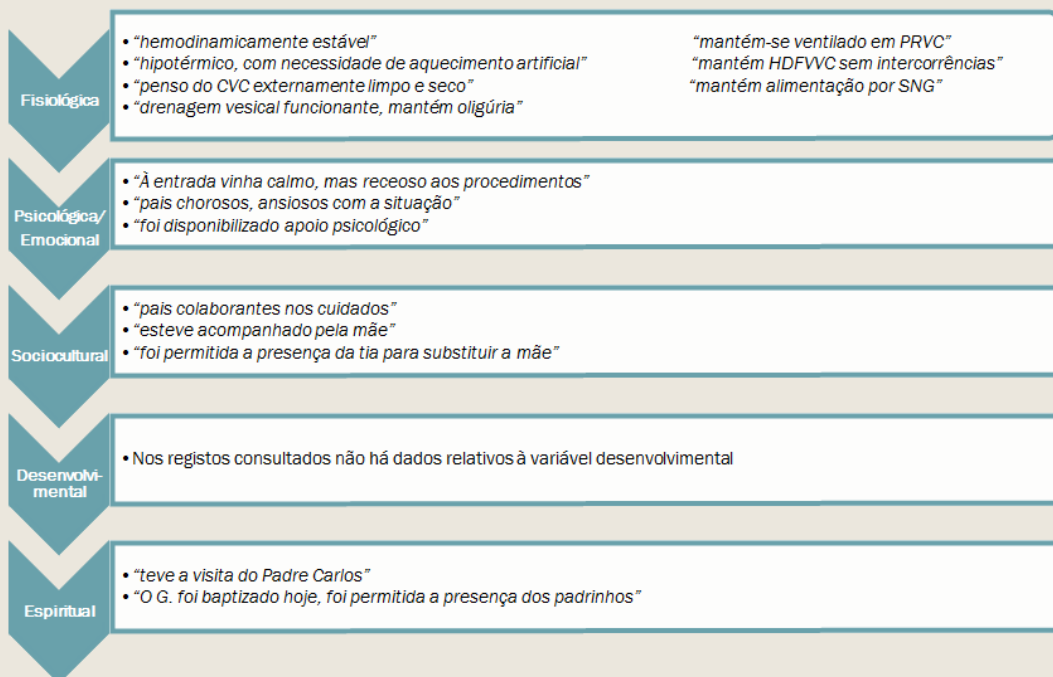 Fisiológica
• “hemodinamicamente estável” “mantém-se ventilado em PRVC”
• “hipotérmico, com necessidade de aquecimento artificial” “mantém HDFVVC sem intercorrências”
• “penso do CVC externamente limpo e seco” “mantém alimentação por SNG”
• “drenagem vesical funcionante, mantém oligúria”
Psicológica/
Emocional
• “À entrada vinha calmo, mas receoso aos procedimentos”
• “pais chorosos, ansiosos com a situação”
• “foi disponibilizado apoio psicológico”
Sociocultural
• “pais colaborantes nos cuidados”
• “esteve acompanhado pela mãe”
• “foi permitida a presença da tia para substituir a mãe”
Desenvolvi-
mental
• Nos registos consultados não há dados relativos à variável desenvolvimental
Espiritual
• “teve a visita do Padre Carlos”
• “O G. foi baptizado hoje, foi permitida a presença dos padrinhos”